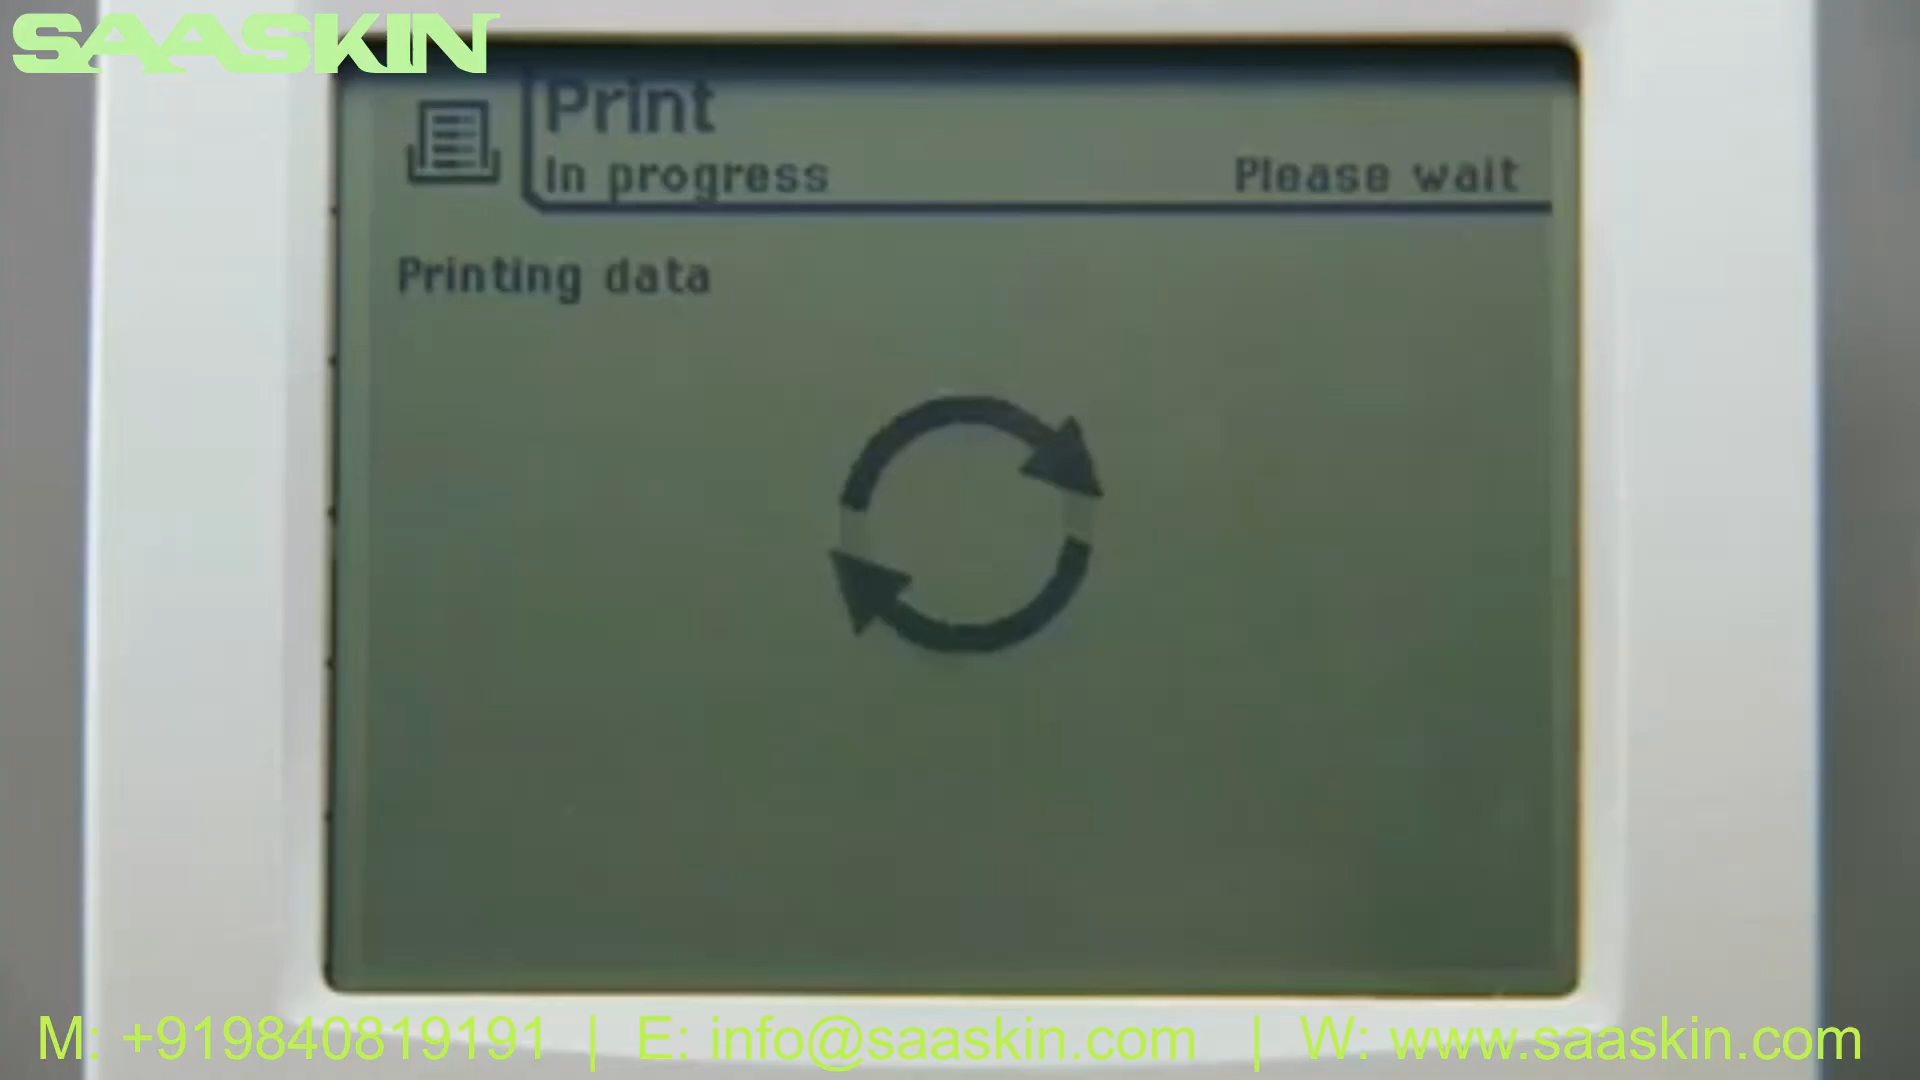 SAASKIN
Print
In progress
Please wait
Printing data
M: +919840819191 | E: info@saaskin.com | W: www.saaskin.com